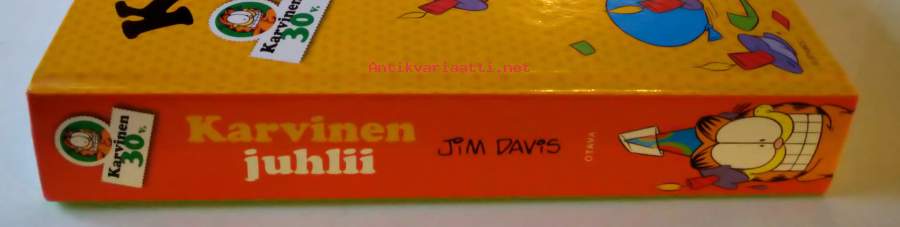 K
Karvinen
30 v.
Antikvariaatti.net
Karvinen
30 v.
Karvinen
juhlii
JIM DAVIS
OTAVA